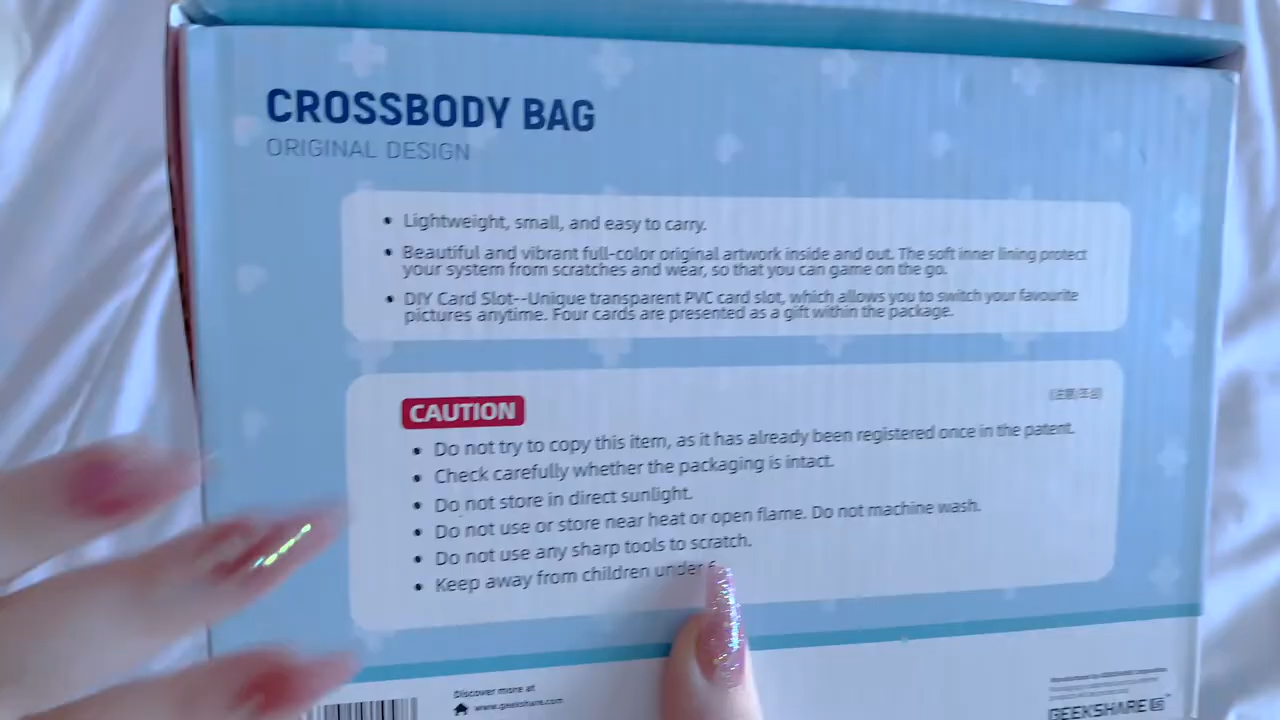 CROSSBODY BAG
ORIGINAL DESIGN
• Lightweight, small, and easy to carry.
• Beautiful and vibrant full-color original artwork inside and out. The soft inner lining protect
your system from scratches and wear, so that you can game on the go.
• DIY Card Slot--Unique transparent PVC card slot, which allows you to switch your favourite
pictures anytime. Four cards are presented as a gift within the package.
CAUTION
• Do not try to copy this item, as it has already been registered once in the patent.
• Check carefully whether the packaging is intact.
• Do not store in direct sunlight.
• Do not use or store near heat or open flame. Do not machine wash.
• Do not use any sharp tools to scratch.
• Keep away from children under
Discover more at
www.geekshare.com
GEEKSHARE